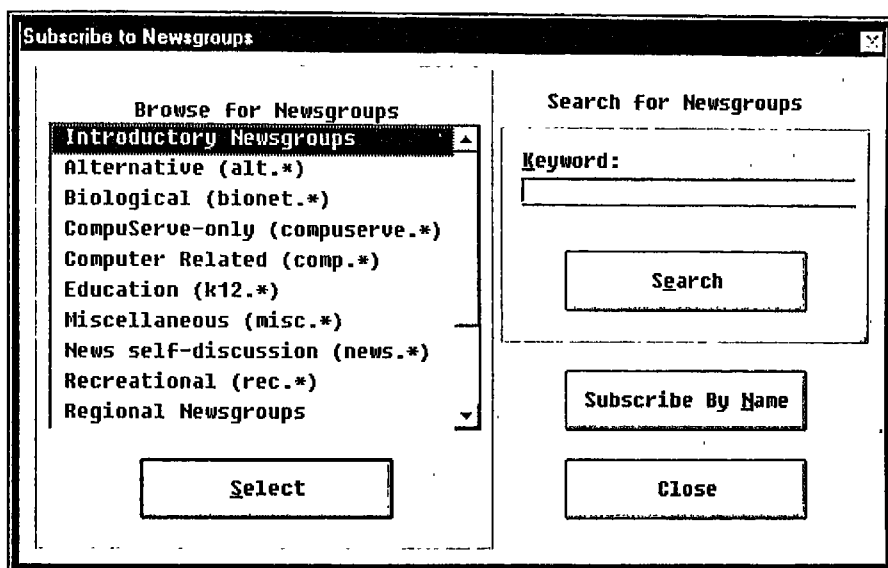 Subscribe to Newsgroups
Browse for Newsgroups
Introductory Newsgroups
Alternative (alt.*)
Biological (bionet.*)
CompuServe-only (compuserve.*)
Computer Related (comp.*)
Education (k12.*)
Miscellaneous (misc.*)
News self-discussion (news.*)
Recreational (rec.*)
Regional Newsgroups
Select
Search for Newsgroups
Keyword:
Search
Subscribe By Name
Close